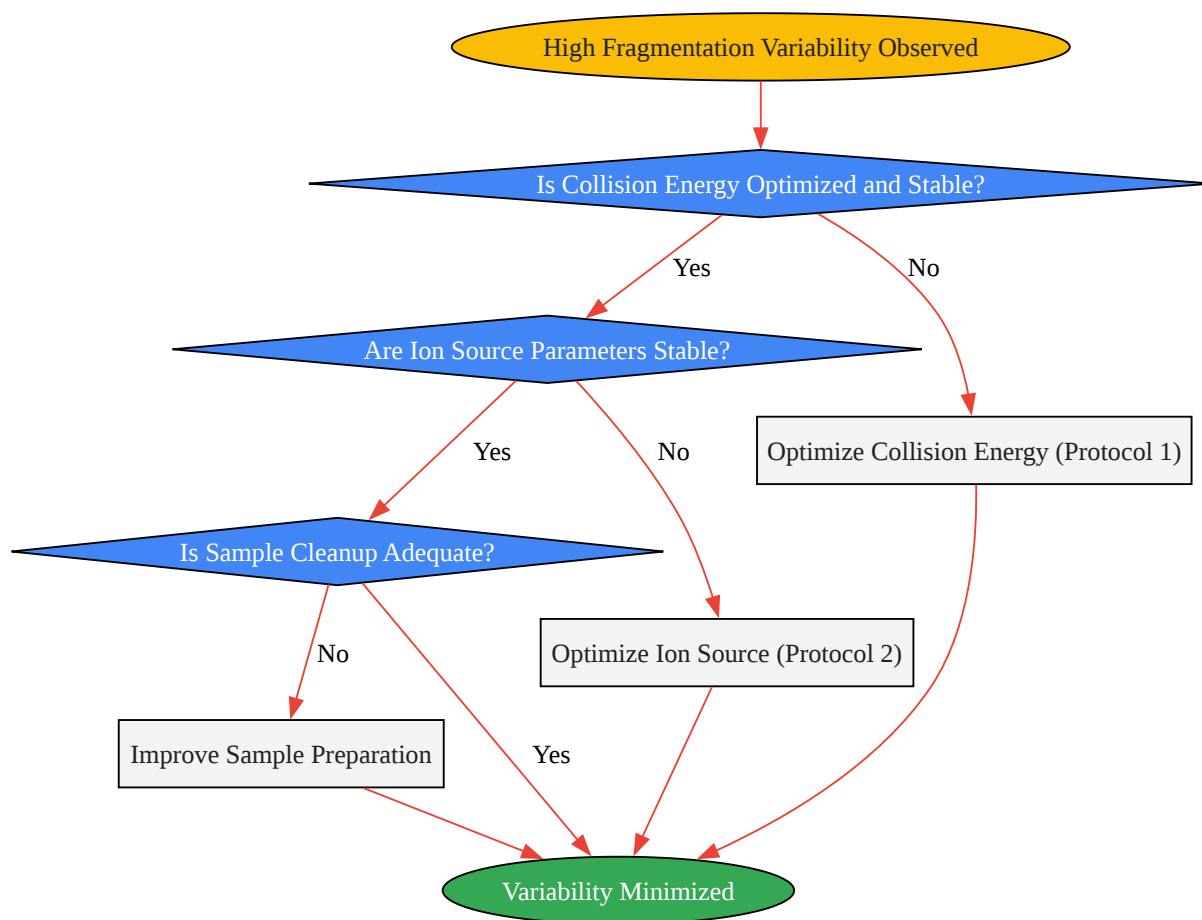 High Fragmentation Variability Observed
Is Collision Energy Optimized and Stable?
Yes
No
Are Ion Source Parameters Stable?
Optimize Collision Energy (Protocol 1)
Yes
No
Is Sample Cleanup Adequate?
Optimize Ion Source (Protocol 2)
No
Improve Sample Preparation
Yes
Variability Minimized